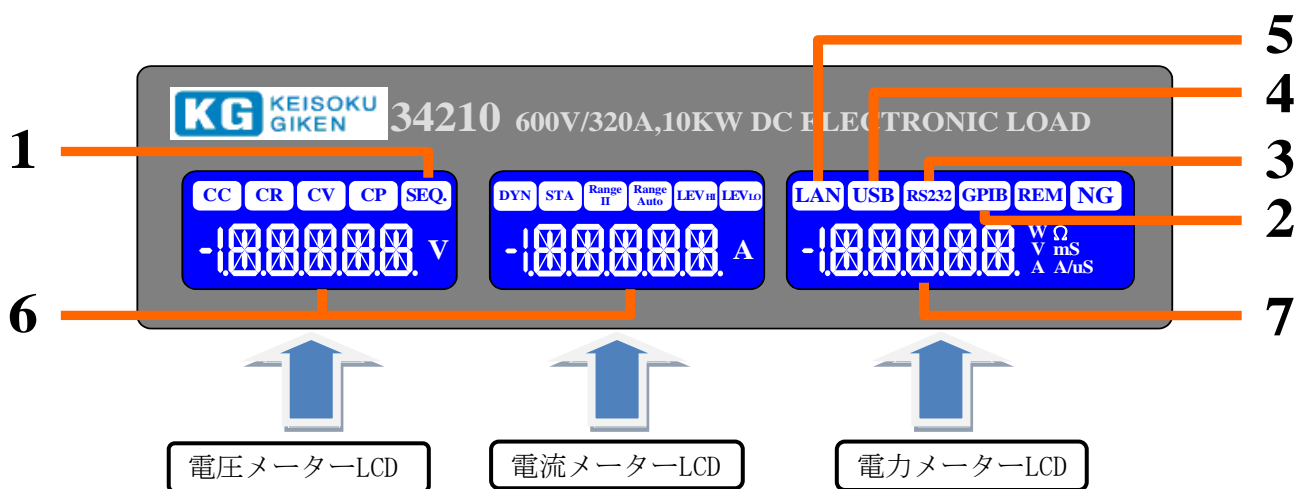 5
4
KG KEISOKU GIKEN 34210 600V/320A,10KW DC ELECTRONIC LOAD
1
3
CC CR CV CP SEQ.
DYN STA Range II Range Auto LEV HI LEV LO
LAN USB RS232 GPIB REM NG
2
V
A
W Ω
V mS
A A/uS
6
7
電圧メーターLCD
電流メーターLCD
電力メーターLCD